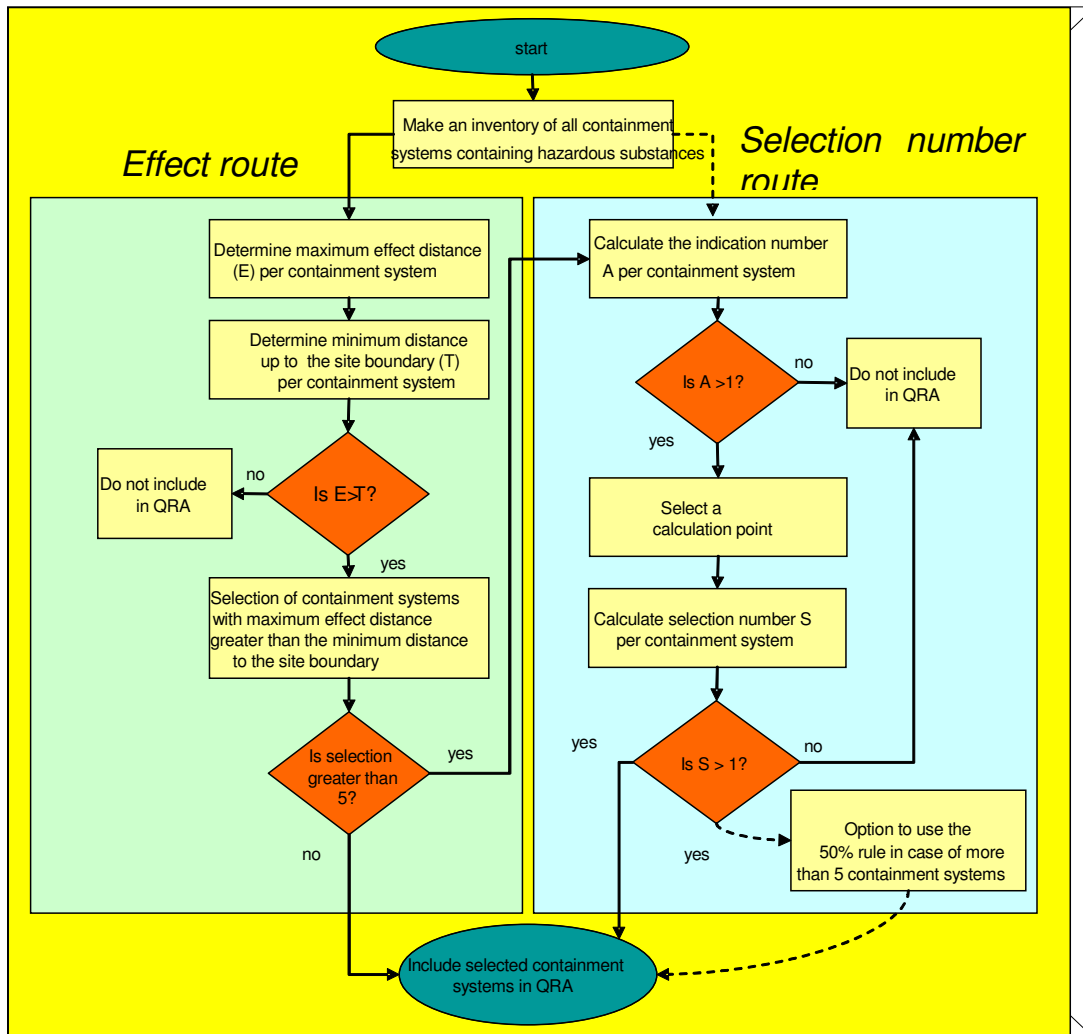 start
Make an inventory of all containment
systems containing hazardous substances
Effect route
Selection number
route
Determine maximum effect distance
(E) per containment system
Calculate the indication number
A per containment system
Determine minimum distance
up to the site boundary (T)
per containment system
no
Is A >1?
Do not include
in QRA
yes
no
Do not include
in QRA
Is E>T?
Select a
calculation point
yes
Selection of containment systems
with maximum effect distance
greater than the minimum distance
to the site boundary
Calculate selection number S
per containment system
yes
Is selection
greater than
5?
yes
no
Is S > 1?
no
yes
Option to use the
50% rule in case of more
than 5 containment systems
Include selected containment
systems in QRA